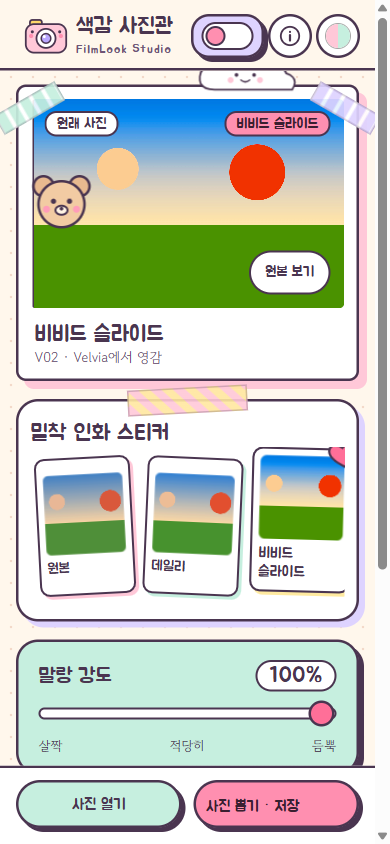 색감 사진관
FilmLook Studio
원래 사진
비비드 슬라이드
원본 보기
비비드 슬라이드
V02 · Velvia에서 영감
밀착 인화 스티커
원본
데일리
비비드
슬라이드
말랑 강도
100%
살짝
적당히
듬뿍
사진 열기
사진 뽑기 · 저장